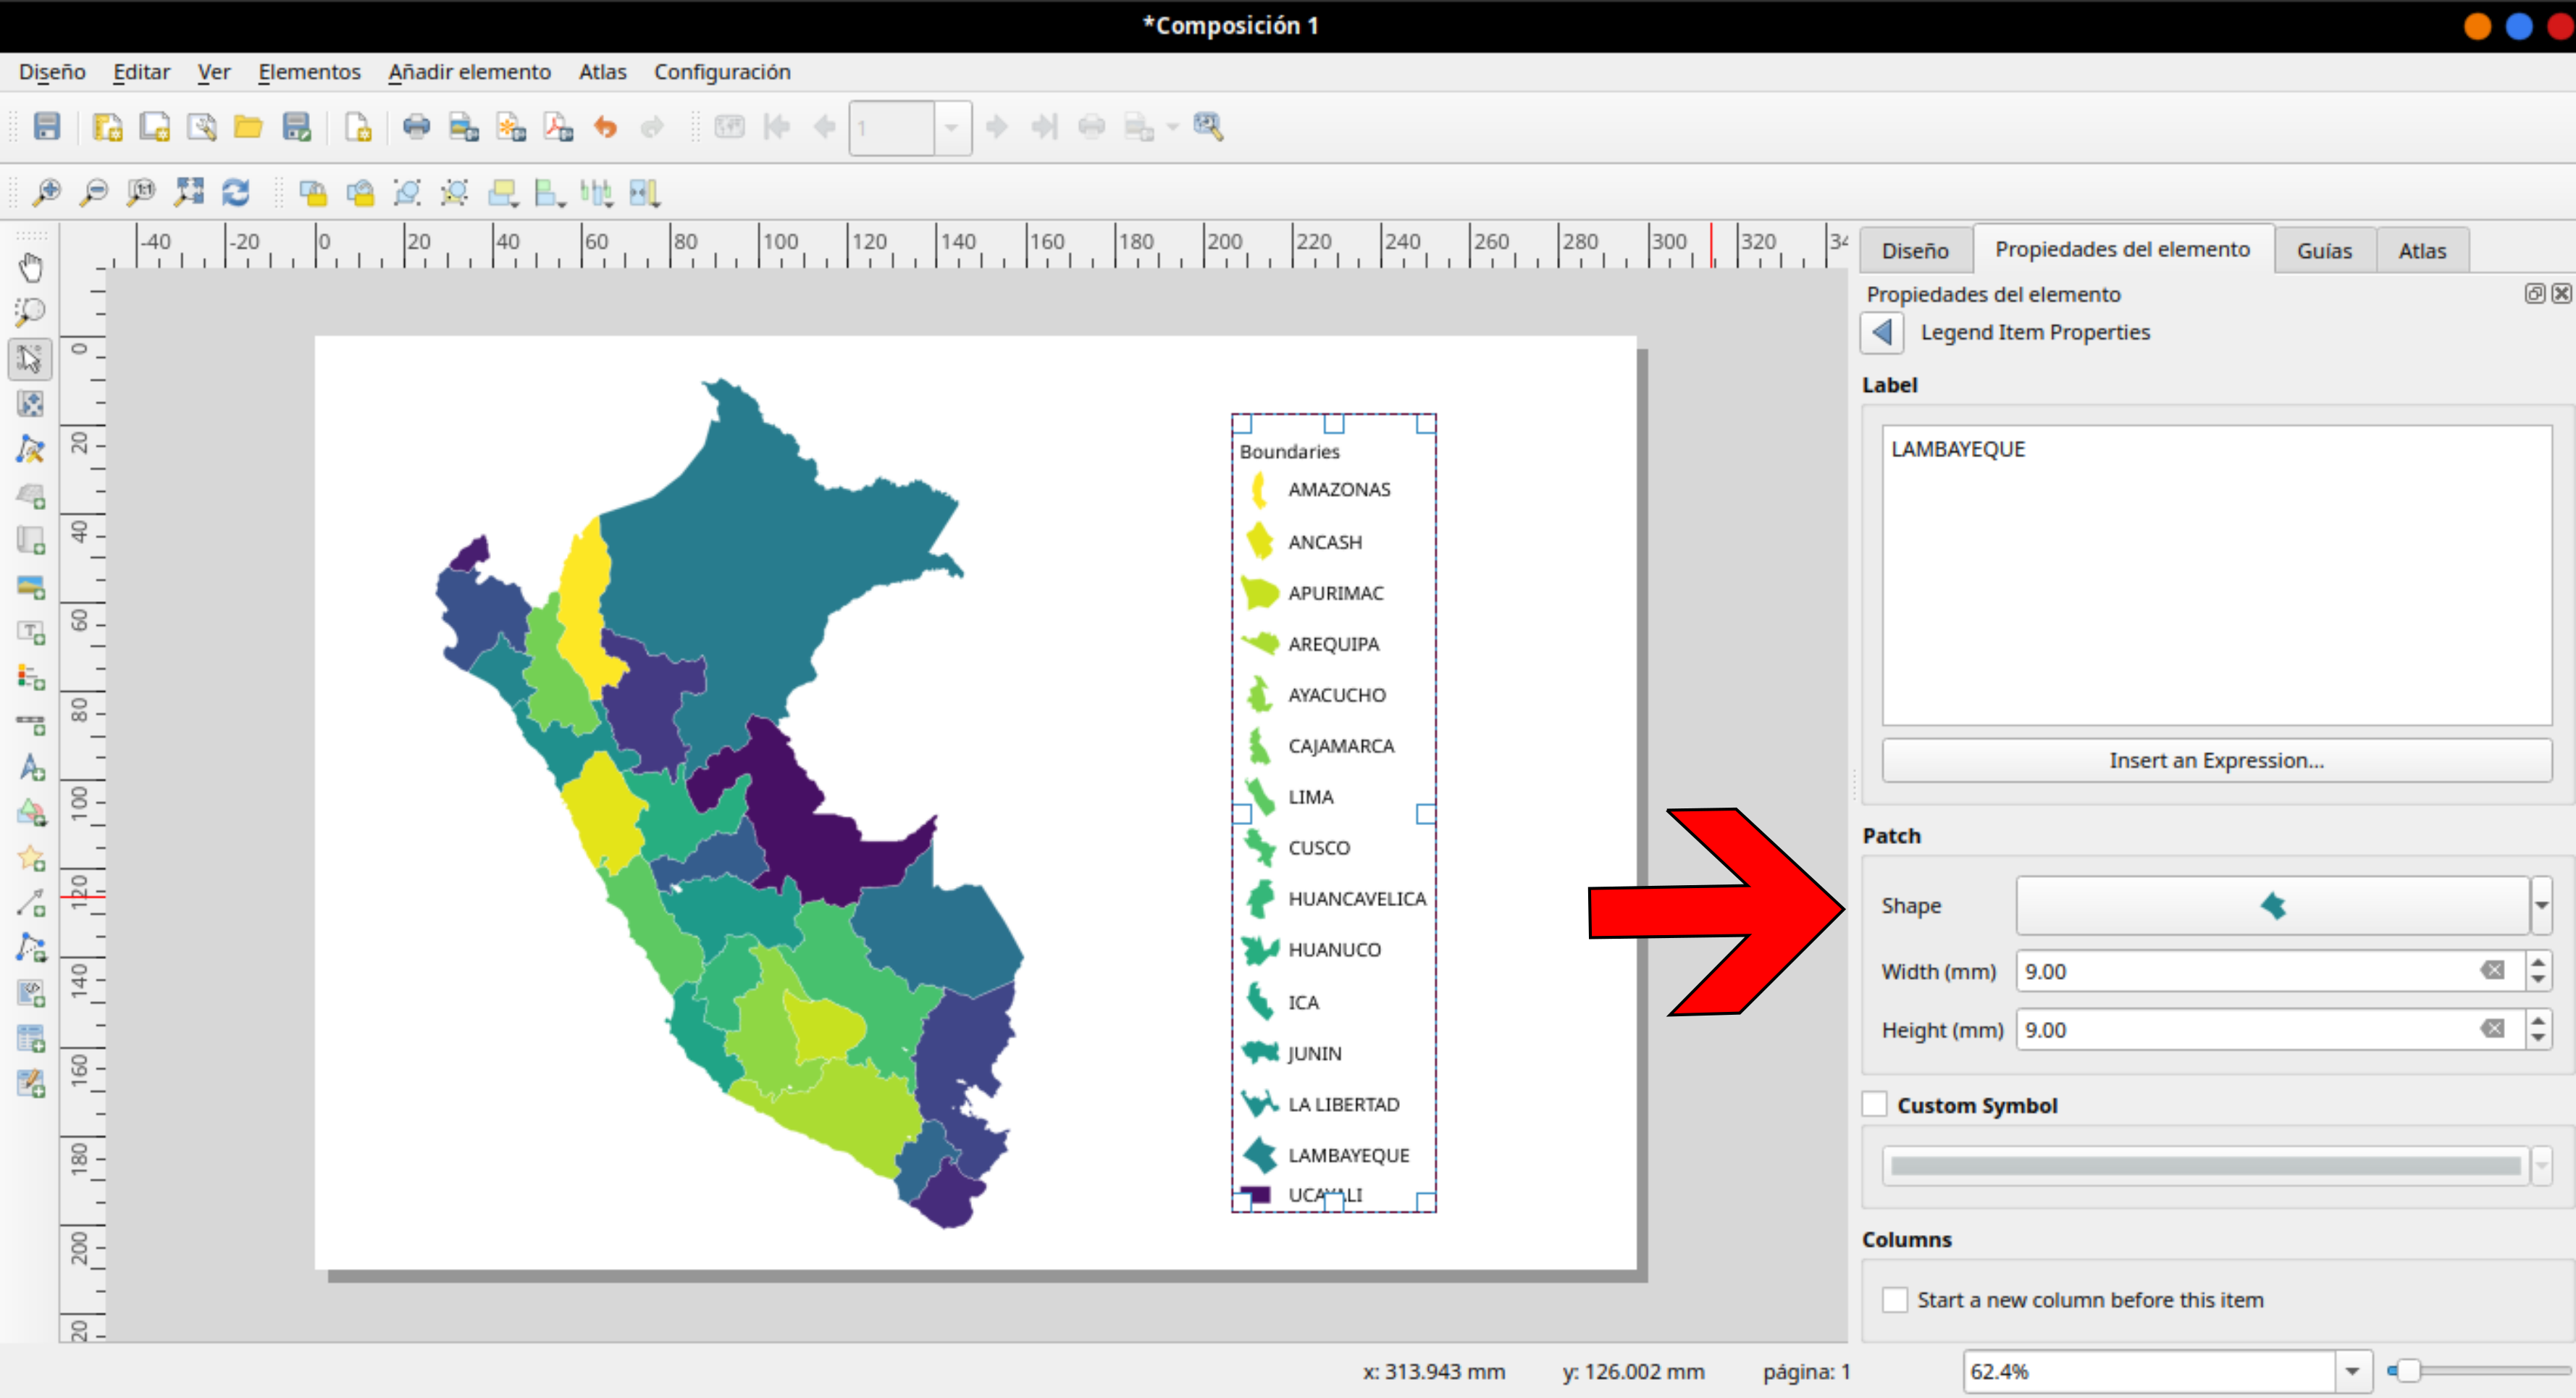 *Composición 1
Diseño Editar Ver Elementos Añadir elemento Atlas Configuración
1
-40 -20 0 20 40 60 80 100 120 140 160 180 200 220 240 260 280 300 320 34
0
20
40
60
80
100
120
140
160
180
200
20
Boundaries
AMAZONAS
ANCASH
APURIMAC
AREQUIPA
AYACUCHO
CAJAMARCA
LIMA
CUSCO
HUANCAVELICA
HUANUCO
ICA
JUNIN
LA LIBERTAD
LAMBAYEQUE
UCAYALI
Diseño Propiedades del elemento Guías Atlas
Propiedades del elemento
Legend Item Properties
Label
LAMBAYEQUE
Insert an Expression...
Patch
Shape
Width (mm) 9.00
Height (mm) 9.00
Custom Symbol
Columns
Start a new column before this item
x: 313.943 mm y: 126.002 mm página: 1 62.4%